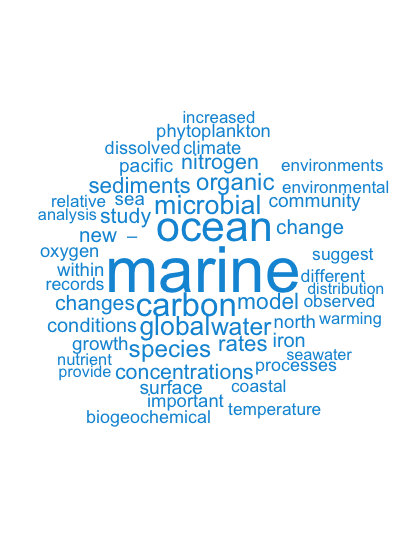 increased
phytoplankton
dissolved climate
pacific nitrogen environments
sediments organic environmental
relative sea microbial community
analysis study ocean change
new –
oxygen suggest
within marine different
records distribution
changes carbon model observed
conditions global water north warming
growth species rates iron
nutrient seawater
provide concentrations processes
surface coastal
important
biogeochemical temperature